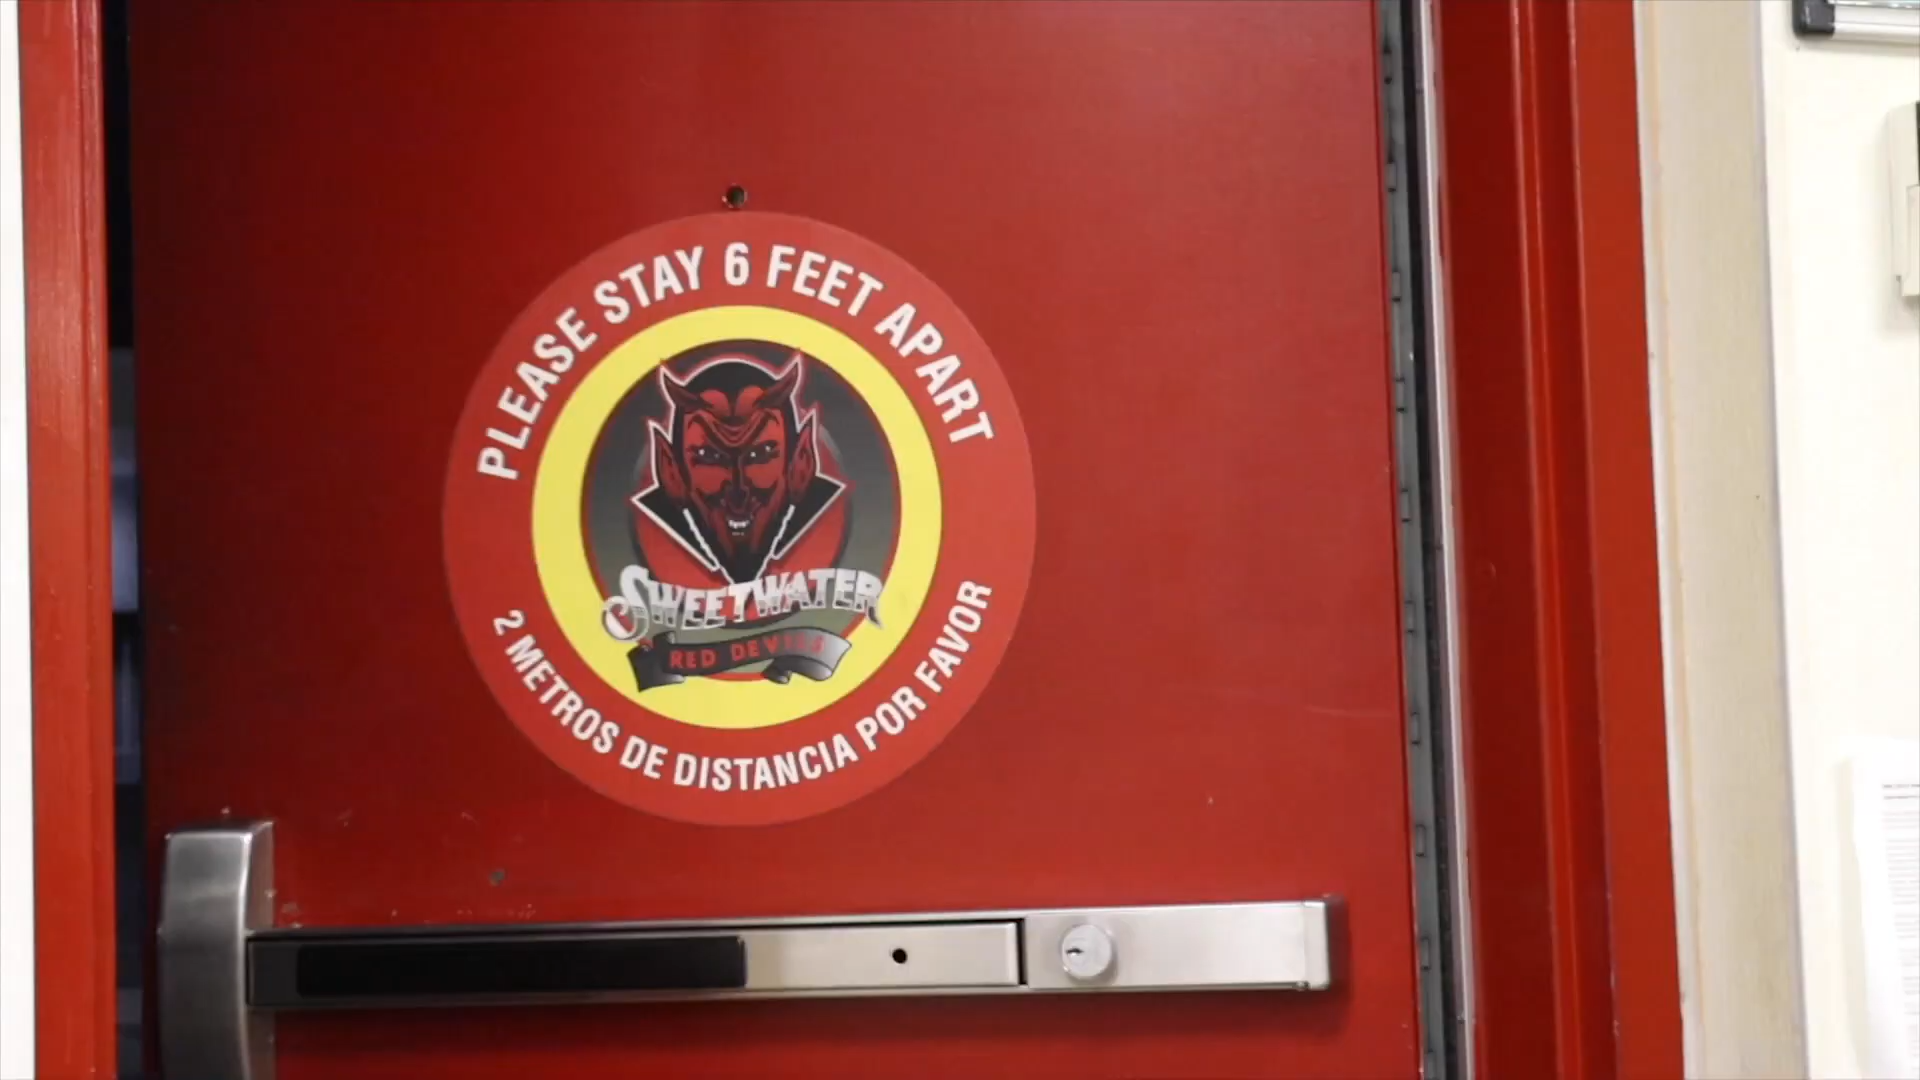 PLEASE STAY 6 FEET APART
SWEETWATER
RED DEVILS
2 METROS DE DISTANCIA POR FAVOR